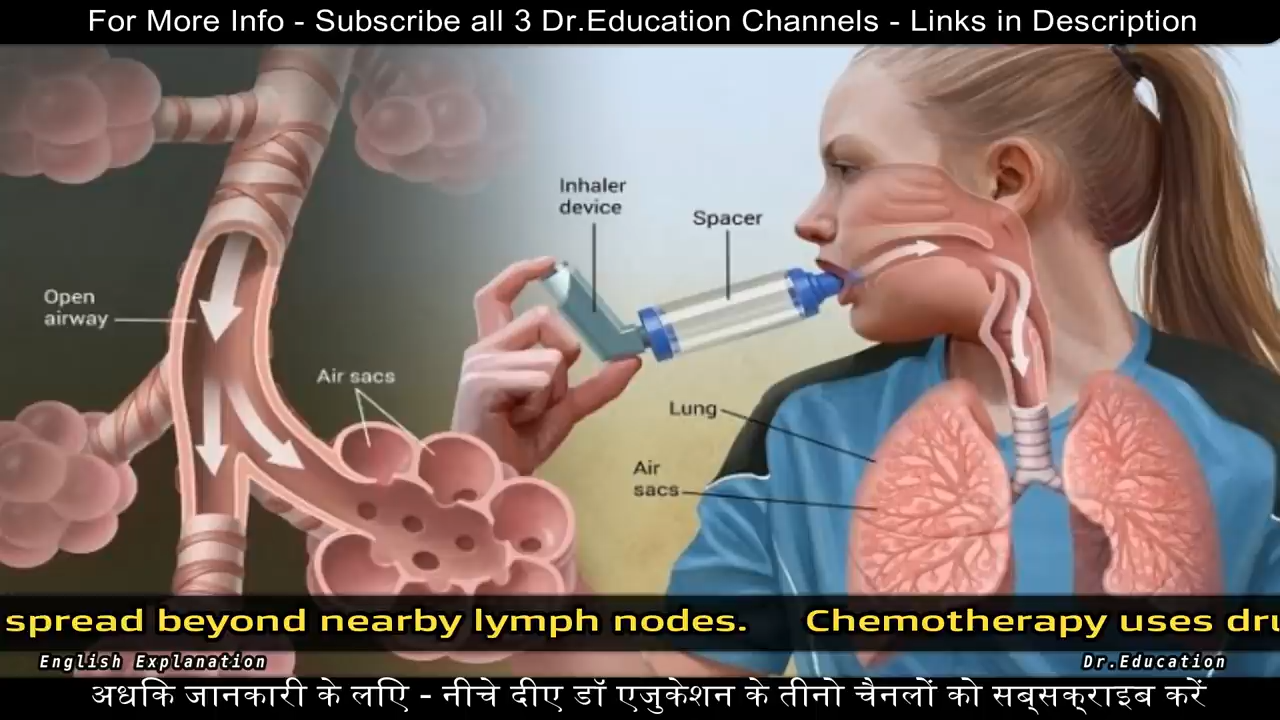 For More Info - Subscribe all 3 Dr.Education Channels - Links in Description
Inhaler
device
Spacer
Open
airway
Air sacs
Lung
Air
sacs
spread beyond nearby lymph nodes. Chemotherapy uses
English Explanation
Dr.Education
अधकि जानकारी के लएि - नीचे दीए डॉ एजुकेशन के तीनो चैनलों को सब्सक्राइब करें